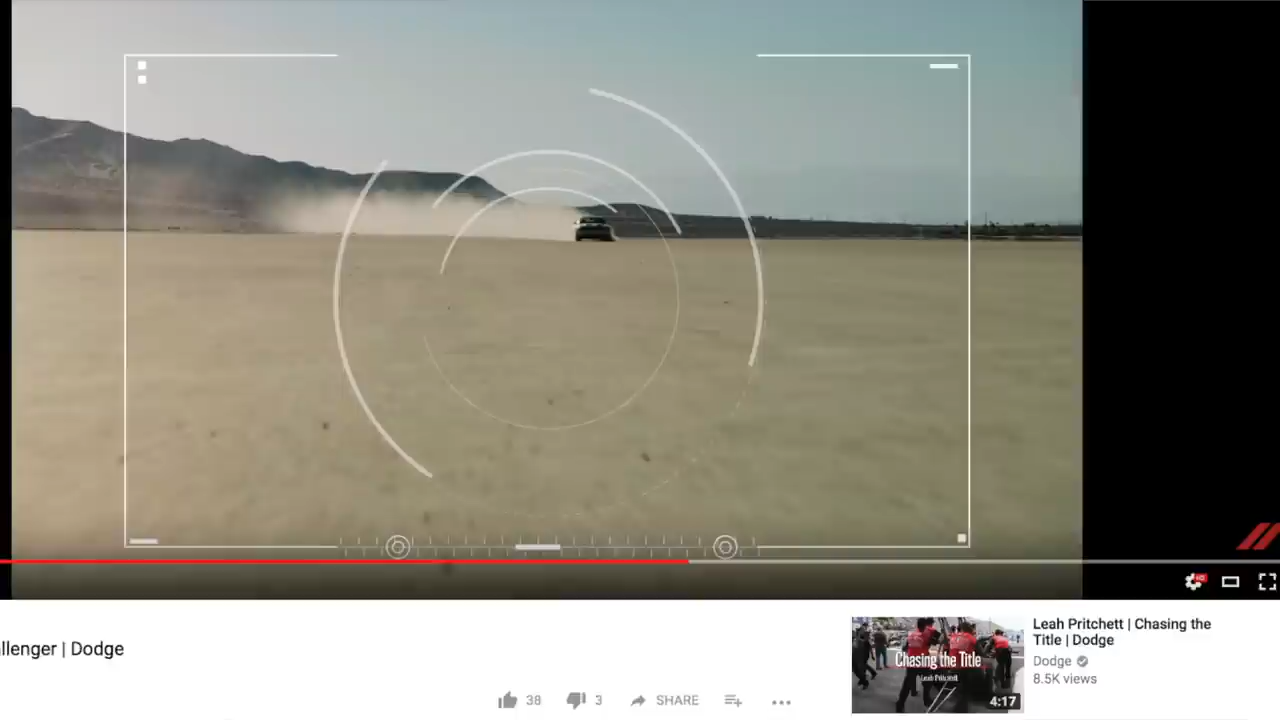 HD
llenger | Dodge
38
3
SHARE
Chasing the Title
Leah Pritchett
4:17
Leah Pritchett | Chasing the
Title | Dodge
Dodge
8.5K views